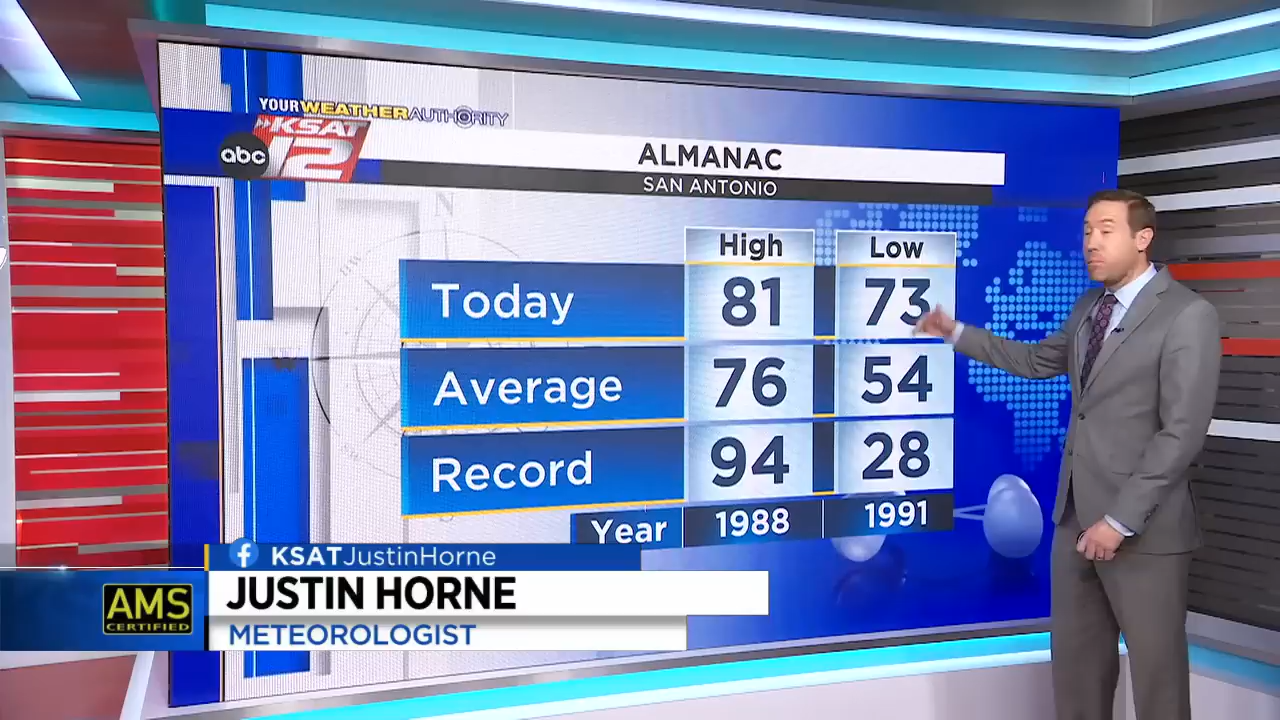 YOUR WEATHER AUTHORITY
abc KSAT 12
ALMANAC
SAN ANTONIO
N
High Low
Today 81 73
Average 76 54
Record 94 28
Year 1988 1991
KSATJustinHorne
JUSTIN HORNE
AMS CERTIFIED
METEOROLOGIST